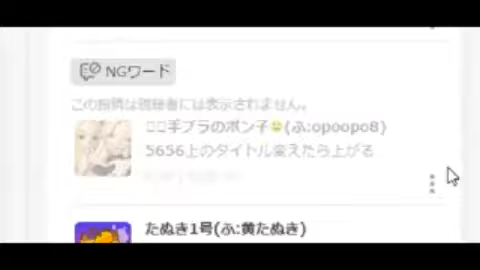 NGワード
この投稿は視聴者には表示されません。
□□手ブラのポン子🙂(ふ:opoopo8)
5656上のタイトル変えたら上がる
たぬき1号(ふ:黄たぬき)